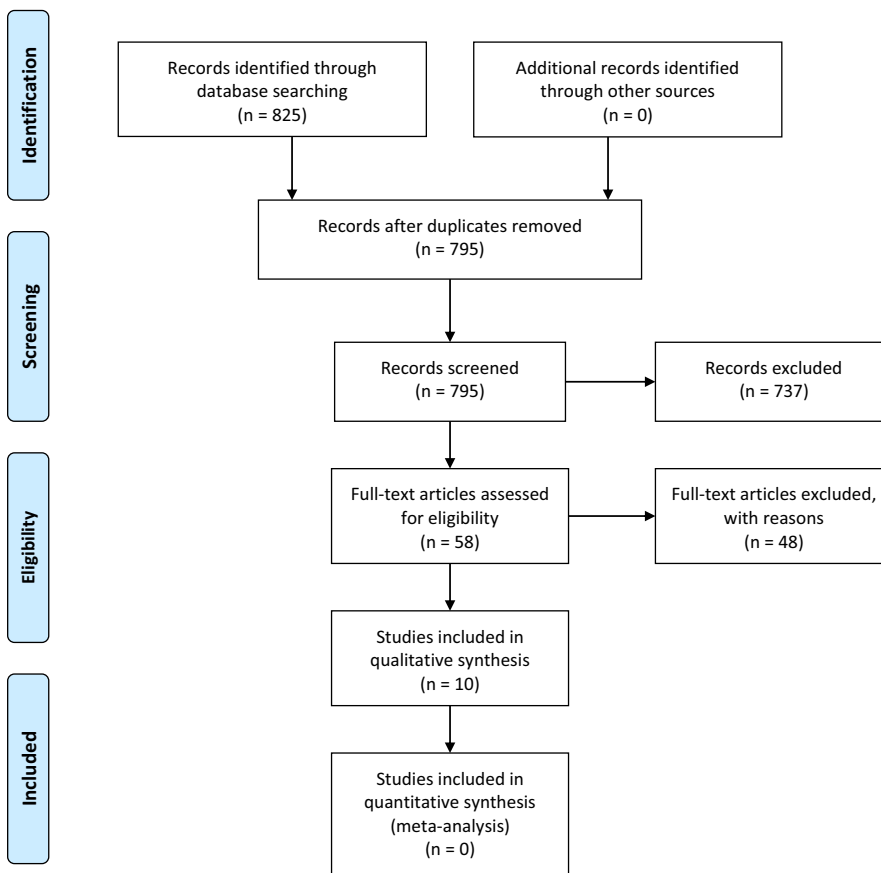 Identification
Records identified through
database searching
(n = 825)
Additional records identified
through other sources
(n = 0)
Records after duplicates removed
(n = 795)
Screening
Records screened
(n = 795)
Records excluded
(n = 737)
Eligibility
Full-text articles assessed
for eligibility
(n = 58)
Full-text articles excluded,
with reasons
(n = 48)
Studies included in
qualitative synthesis
(n = 10)
Included
Studies included in
quantitative synthesis
(meta-analysis)
(n = 0)